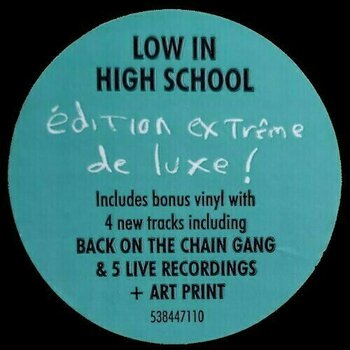 LOW IN
HIGH SCHOOL
édition exTrême
de luxe!
Includes bonus vinyl with
4 new tracks including
BACK ON THE CHAIN GANG
& 5 LIVE RECORDINGS
+ ART PRINT
538447110